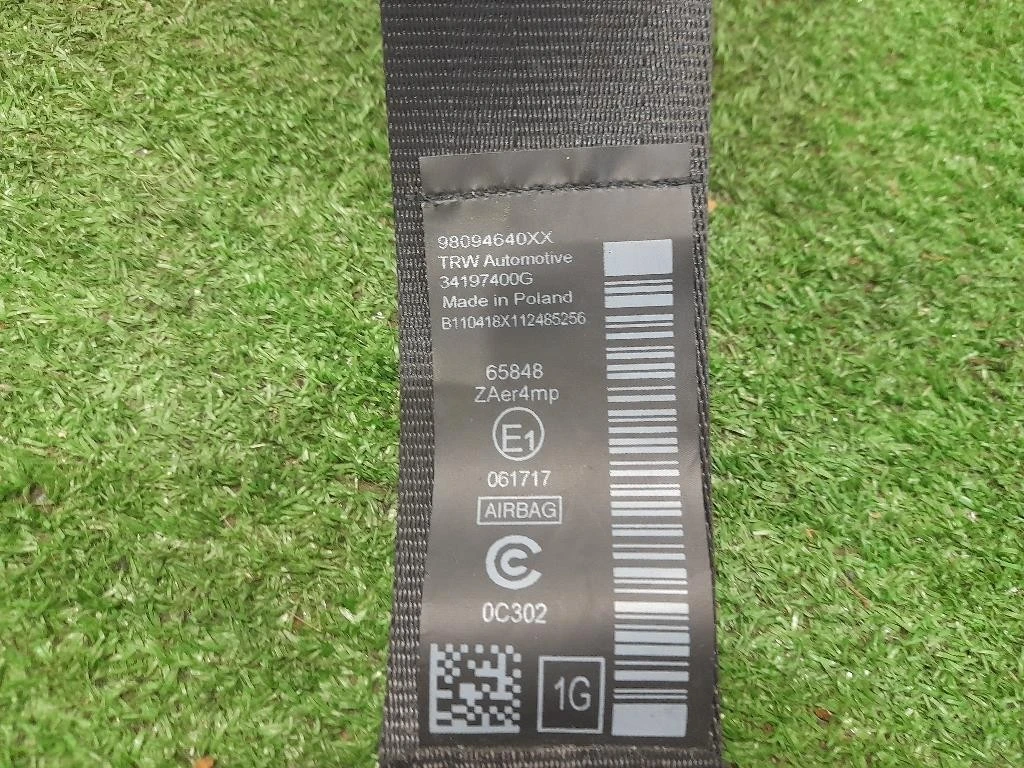 98094640XX
TRW Automotive
34197400G
Made in Poland
B110418X112485256
65848
ZAer4mp
E1
061717
AIRBAG
0C302
1G